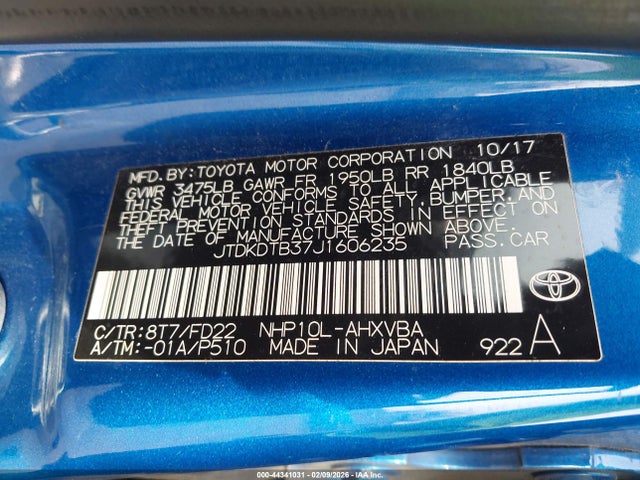 MFD.BY:TOYOTA MOTOR CORPORATION 10/17
GVWR 3475LB GAWR FR 1950LB RR 1840LB
THIS VEHICLE CONFORMS TO ALL APPLICABLE
FEDERAL MOTOR VEHICLE SAFETY,BUMPER,AND
THEFT PREVENTION STANDARDS IN EFFECT ON
THE DATE OF MANUFACTURE SHOWN ABOVE.
JTDKDTB37J1606235 PASS.CAR
C/TR:8T7/FD22 NHP10L-AHXVBA
A/TM:-01A/P510 MADE IN JAPAN 922 A
000-44341031 - 02/09/2026 - IAAI.COM